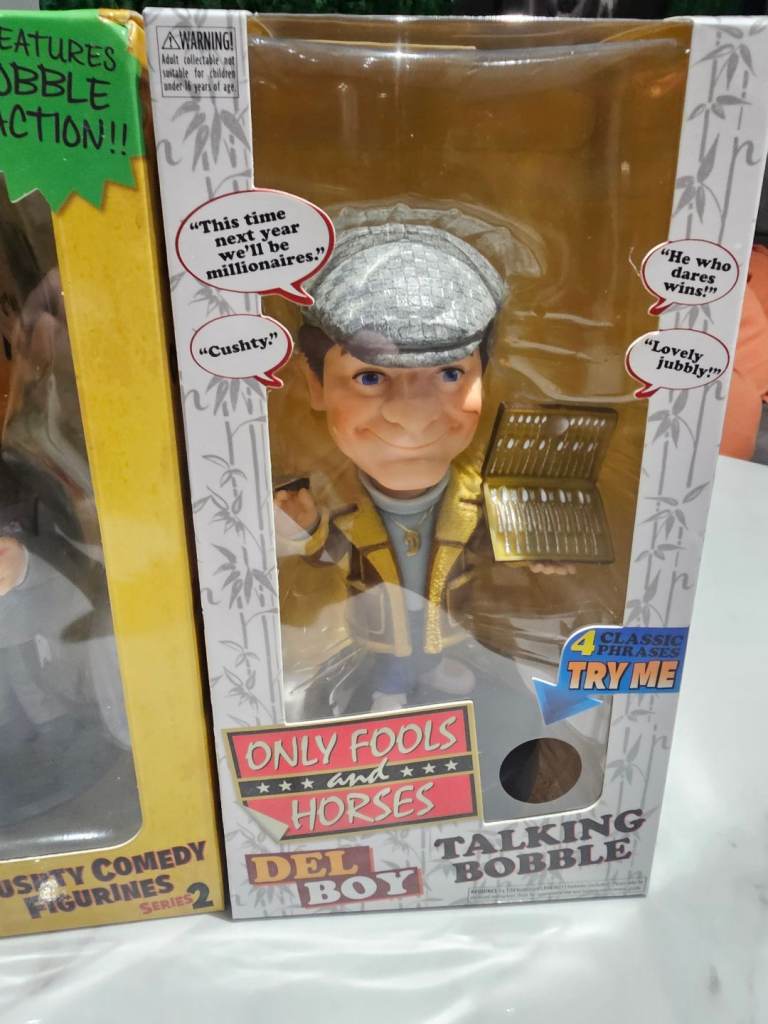 EATURES
OBBLE
ACTION!!
USHTY COMEDY
FIGURINES
SERIES 2
WARNING!
Adult collectable not
suitable for children
under 16 years of age.
"This time
next year
we'll be
millionaires."
"Cushty."
"He who
dares
wins!"
"Lovely
jubbly!"
D
4 CLASSIC
PHRASES
TRY ME
ONLY FOOLS
and
HORSES
DEL
BOY
TALKING
BOBBLE